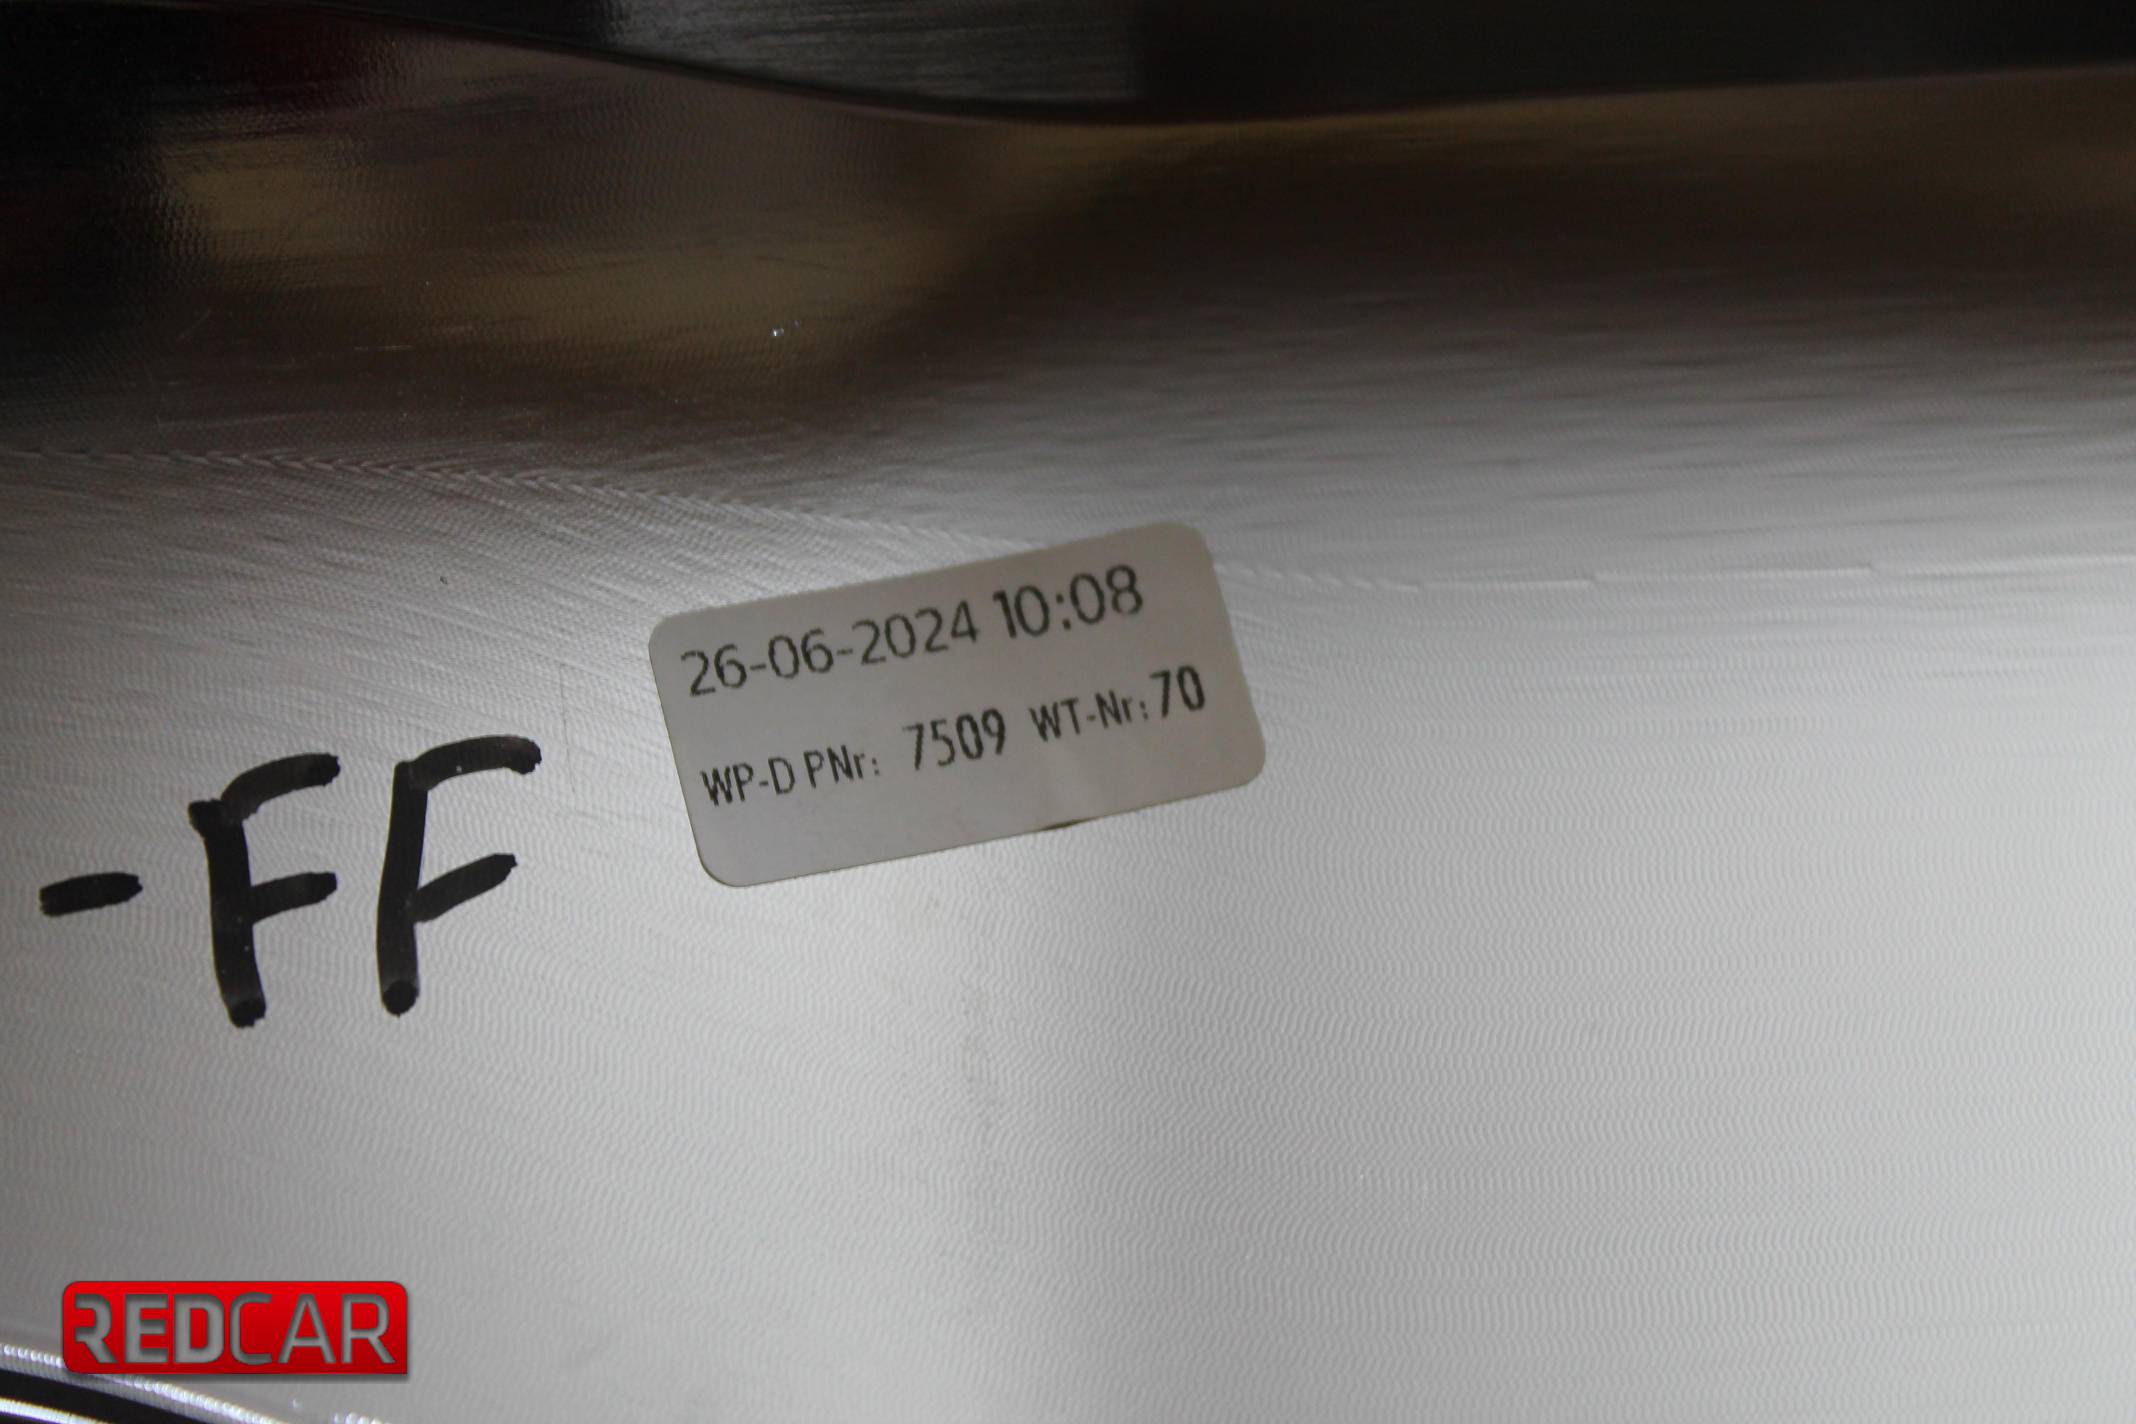 26-06-2024 10:08
WP-D PNr: 7509 WT-Nr: 70
-FF
REDCAR